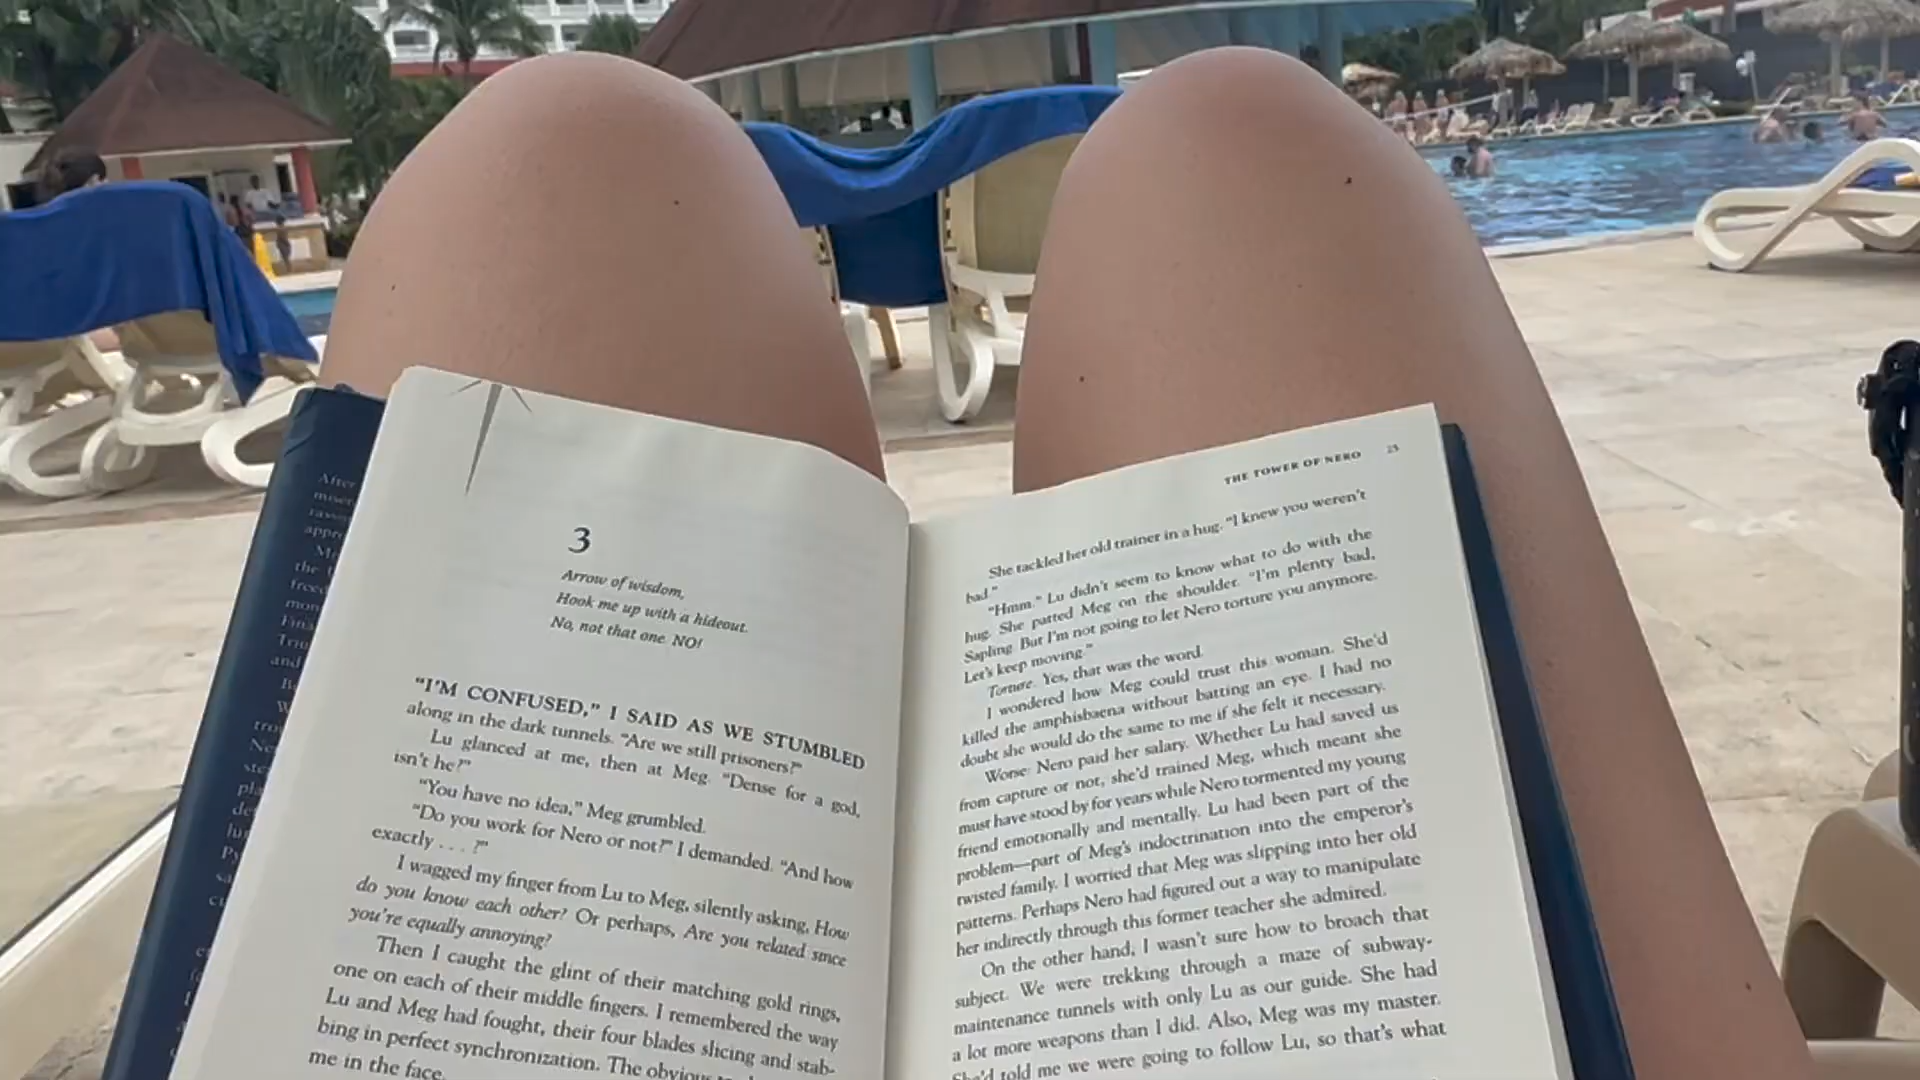 3
Arrow of wisdom,
Hook me up with a hideout.
No, not that one. NO!
"I'M CONFUSED," I SAID AS WE STUMBLED
along in the dark tunnels. "Are we still prisoners?"
Lu glanced at me, then at Meg. "Dense for a god,
isn't he?"
"You have no idea," Meg grumbled.
"Do you work for Nero or not?" I demanded. "And how
exactly . . . ?"
I wagged my finger from Lu to Meg, silently asking, How
do you know each other? Or perhaps, Are you related since
you're equally annoying?
Then I caught the glint of their matching gold rings,
one on each of their middle fingers. I remembered the way
Lu and Meg had fought, their four blades slicing and stab-
bing in perfect synchronization. The obvious
me in the face.
THE TOWER OF NERO 25
She tackled her old trainer in a hug. "I knew you weren't
bad."
"Hmm." Lu didn't seem to know what to do with the
hug. She patted Meg on the shoulder. "I'm plenty bad,
Sapling. But I'm not going to let Nero torture you anymore.
Let's keep moving."
Torture. Yes, that was the word.
I wondered how Meg could trust this woman. She'd
killed the amphisbaena without batting an eye. I had no
doubt she would do the same to me if she felt it necessary.
Worse: Nero paid her salary. Whether Lu had saved us
from capture or not, she'd trained Meg, which meant she
must have stood by for years while Nero tormented my young
friend emotionally and mentally. Lu had been part of the
problem—part of Meg's indoctrination into the emperor's
twisted family. I worried that Meg was slipping into her old
patterns. Perhaps Nero had figured out a way to manipulate
her indirectly through this former teacher she admired.
On the other hand, I wasn't sure how to broach that
subject. We were trekking through a maze of subway-
maintenance tunnels with only Lu as our guide. She had
a lot more weapons than I did. Also, Meg was my master.
She'd told me we were going to follow Lu, so that's what